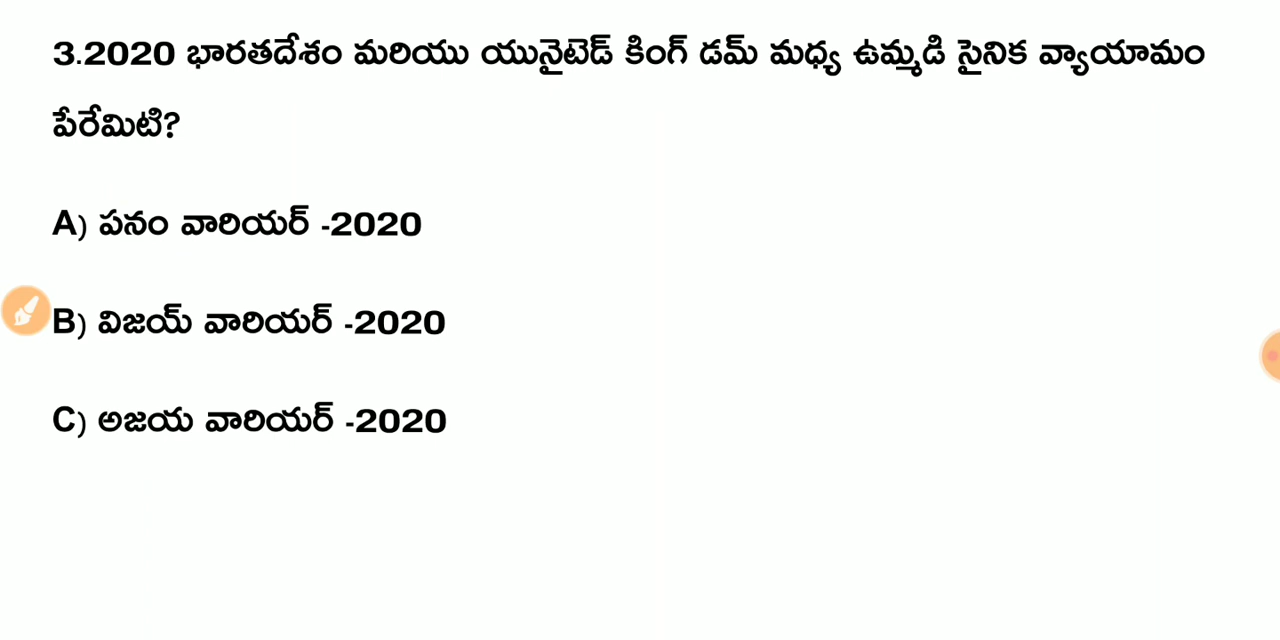 3.2020 భారతదేశం మరియు యునైటెడ్ కింగ్ డమ్ మధ్య ఉమ్మడి సైనిక వ్యాయామం
పేరేమిటి?
A) పనం వారియర్ -2020
B) విజయ్ వారియర్ -2020
C) అజయ వారియర్ -2020